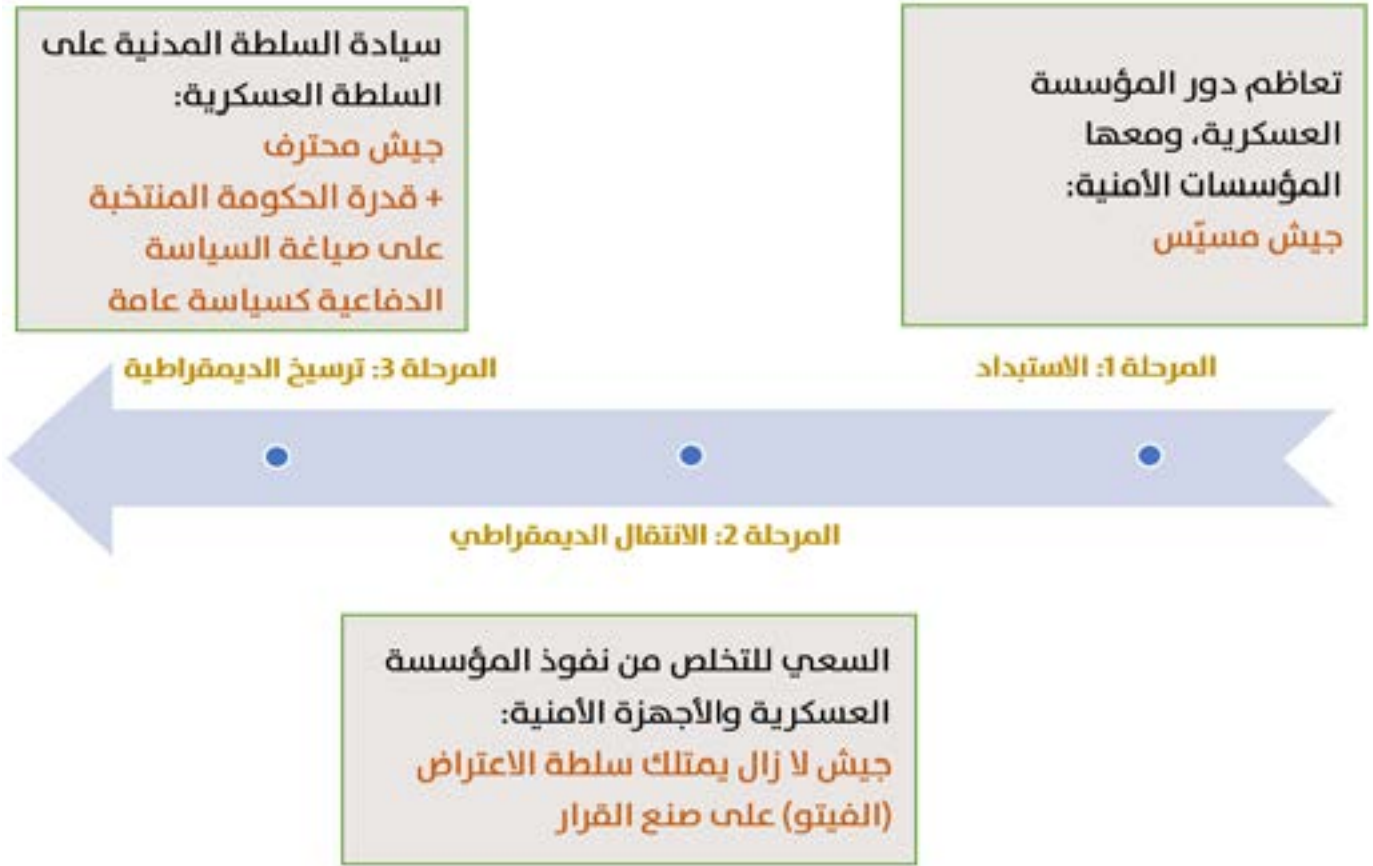 تعاظم دور المؤسسة
العسكرية، ومعها
المؤسسات الأمنية:
جيش مسيّس
المرحلة 1: الاستبداد
المرحلة 2: الانتقال الديمقراطي
السعي للتخلص من نفوذ المؤسسة
العسكرية والأجهزة الأمنية:
جيش لا زال يمتلك سلطة الاعتراض
(الفيتو) على صنع القرار
سيادة السلطة المدنية على
السلطة العسكرية:
جيش محترف
+ قدرة الحكومة المنتخبة
على صياغة السياسة
الدفاعية كسياسة عامة
المرحلة 3: ترسيخ الديمقراطية